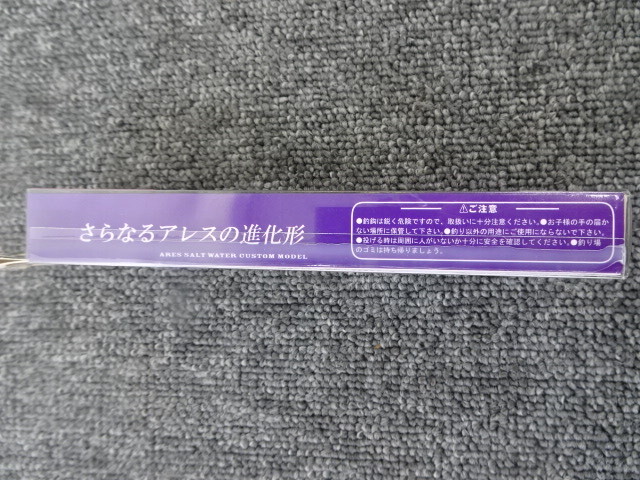 さらなるアレスの進化形
ARES SALT WATER CUSTOM MODEL
⚠ご注意
●釣鈎は鋭く危険ですので、取扱いに十分注意ください。●お子様の手の届か
ない場所に保管して下さい。●釣り以外の用途にご使用にならないで下さい。
●投げる時は周囲に人がいないか十分に安全を確認してください。●釣り場
のゴミは持ち帰りましょう。